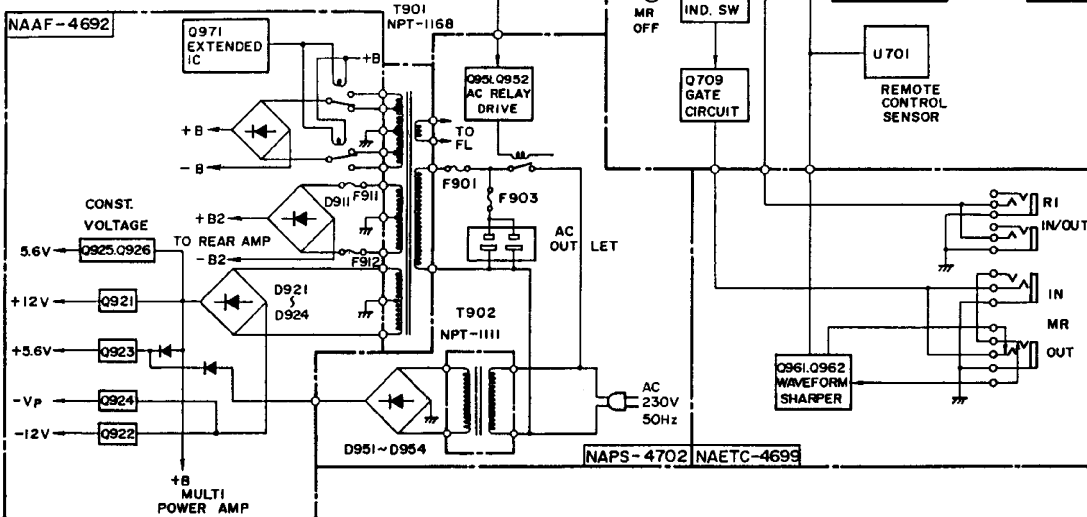 NAAF-4692
T901
NPT-1168
Q971
EXTENDED
IC
+B
+B
-B
MR
OFF
IND. SW
Q951,Q952
AC RELAY
DRIVE
Q709
GATE
CIRCUIT
U701
REMOTE
CONTROL
SENSOR
TO
FL
F901
F903
AC
OUT LET
CONST.
VOLTAGE
5.6V
Q925,Q926
D911
F911
+B2
TO REAR AMP
-B2
F912
D921
~
D924
+12V
Q921
+5.6V
Q923
-VP
Q924
-12V
Q922
+B
MULTI
POWER AMP
T902
NPT-1111
D951~D954
AC
230V
50Hz
NAPS-4702
NAETC-4699
RI
IN/OUT
IN
MR
OUT
Q961,Q962
WAVEFORM
SHARPER